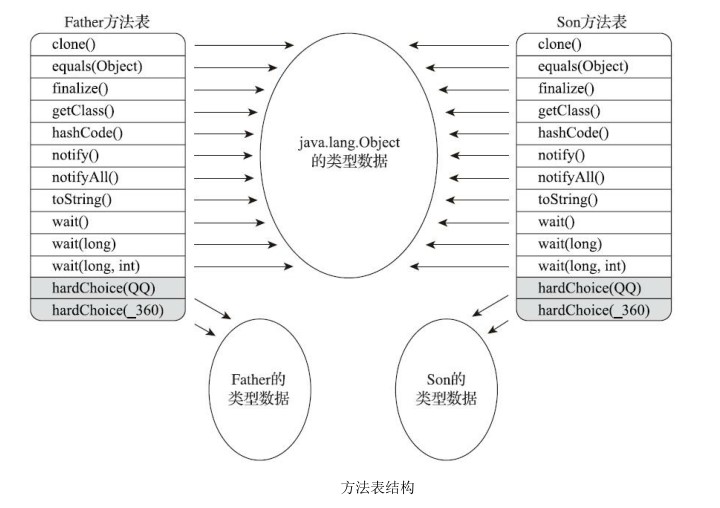 Father方法表
clone()
equals(Object)
finalize()
getClass()
hashCode()
notify()
notifyAll()
toString()
wait()
wait(long)
wait(long, int)
hardChoice(QQ)
hardChoice(_360)
java.lang.Object
的类型数据
Son方法表
clone()
equals(Object)
finalize()
getClass()
hashCode()
notify()
notifyAll()
toString()
wait()
wait(long)
wait(long, int)
hardChoice(QQ)
hardChoice(_360)
Father的
类型数据
Son的
类型数据
方法表结构